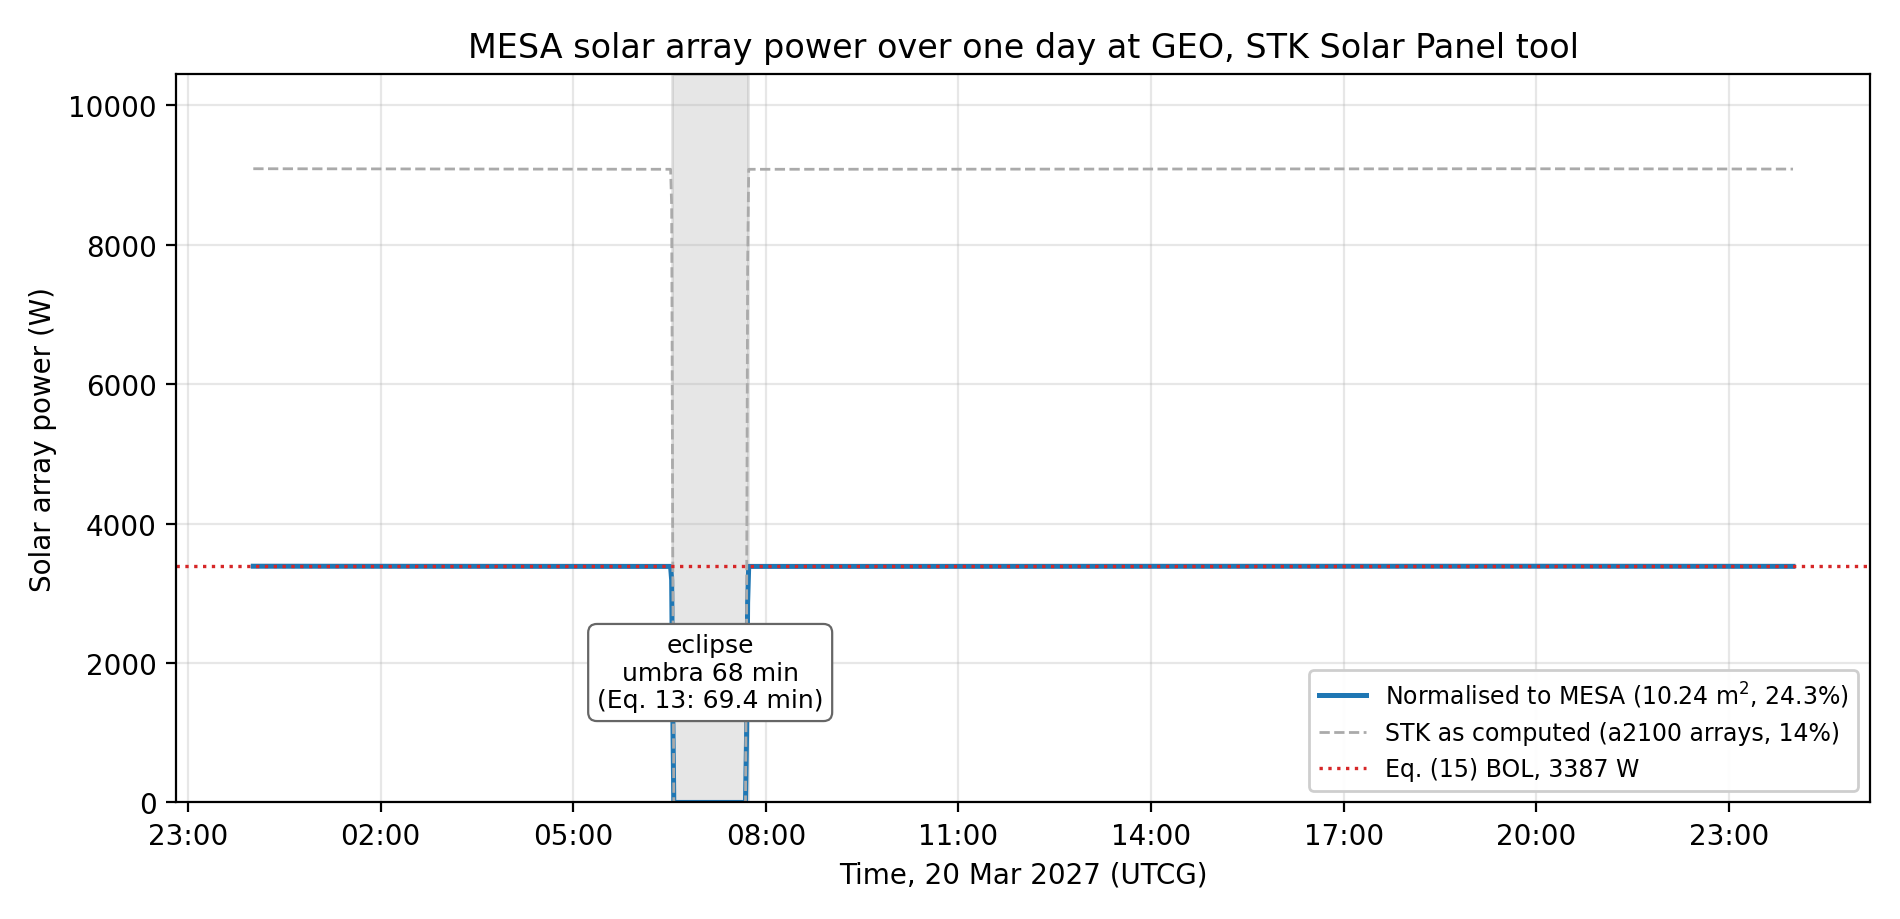 MESA solar array power over one day at GEO, STK Solar Panel tool
Solar array power (W)
10000
8000
6000
4000
2000
0
eclipse
umbra 68 min
(Eq. 13: 69.4 min)
Normalised to MESA (10.24 m², 24.3%)
STK as computed (a2100 arrays, 14%)
Eq. (15) BOL, 3387 W
23:00 02:00 05:00 08:00 11:00 14:00 17:00 20:00 23:00
Time, 20 Mar 2027 (UTCG)